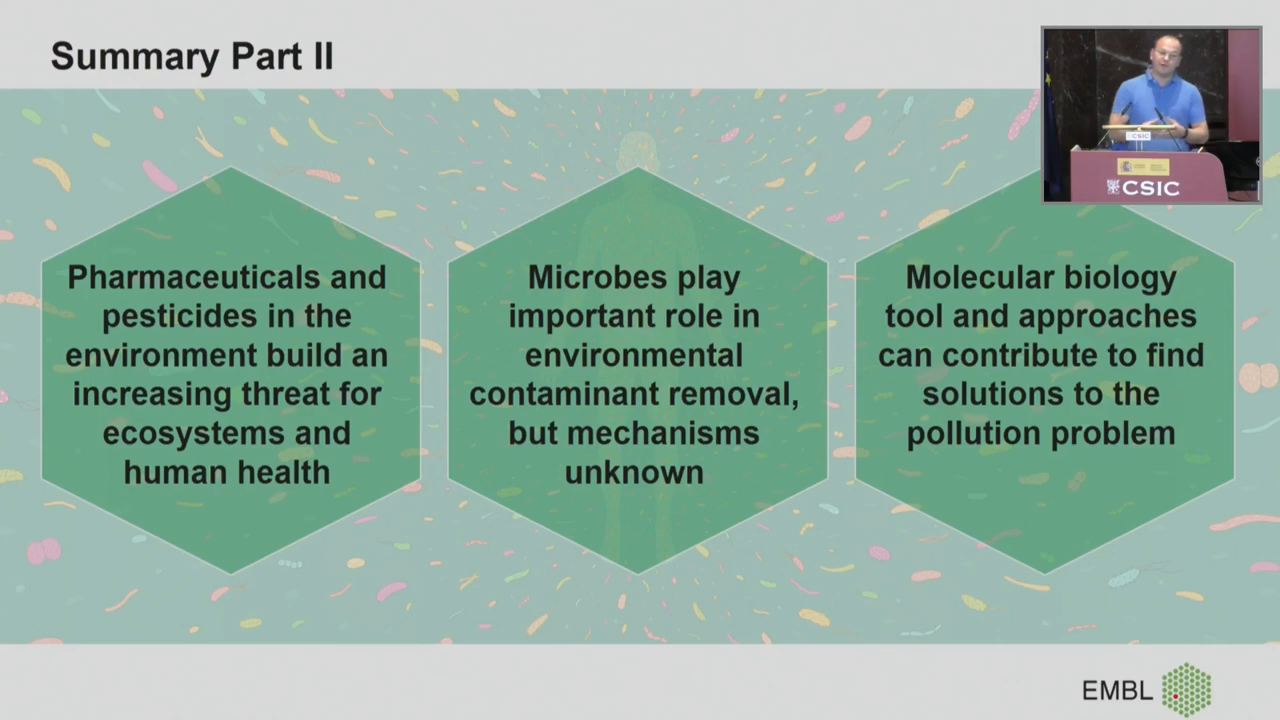 Summary Part II
Pharmaceuticals and
pesticides in the
environment build an
increasing threat for
ecosystems and
human health
Microbes play
important role in
environmental
contaminant removal,
but mechanisms
unknown
Molecular biology
tool and approaches
can contribute to find
solutions to the
pollution problem
CSIC
CSIC
EMBL